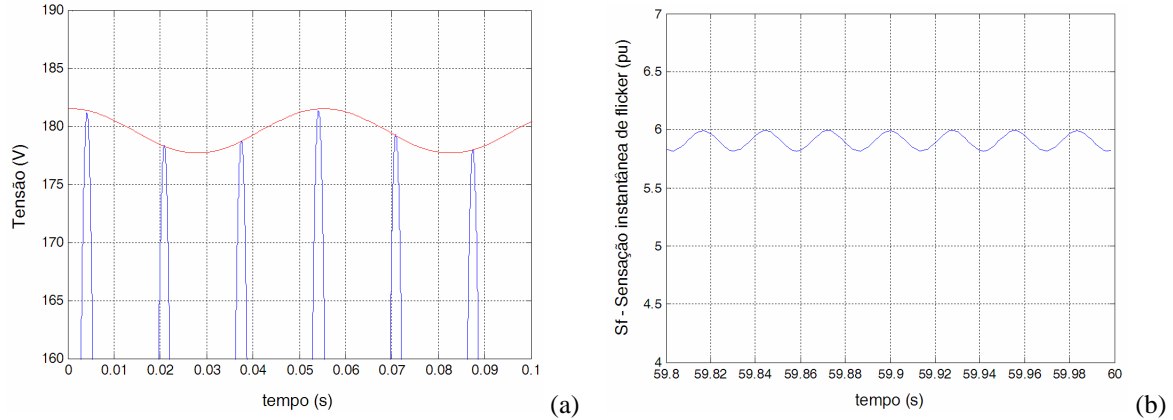 Tensão (V)
190
185
180
175
170
165
160
0 0.01 0.02 0.03 0.04 0.05 0.06 0.07 0.08 0.09 0.1
tempo (s)
(a)
Sf - Sensação instantânea de flicker (pu)
7
6.5
6
5.5
5
4.5
4
59.8 59.82 59.84 59.86 59.88 59.9 59.92 59.94 59.96 59.98 60
tempo (s)
(b)